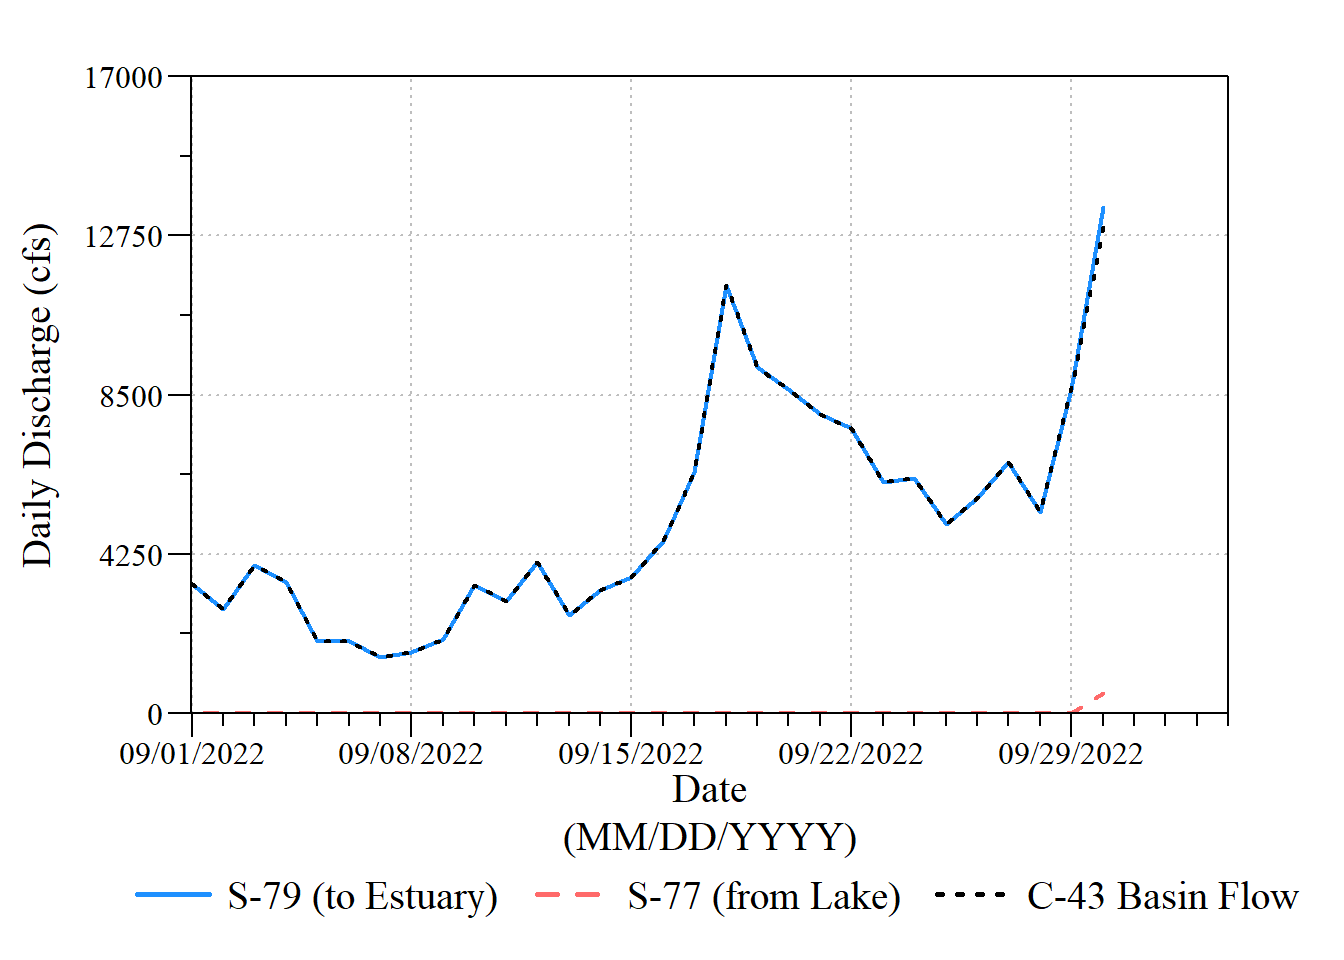 Daily Discharge (cfs)
17000
12750
8500
4250
0
09/01/2022 09/08/2022 09/15/2022 09/22/2022 09/29/2022
Date
(MM/DD/YYYY)
S-79 (to Estuary) S-77 (from Lake) C-43 Basin Flow